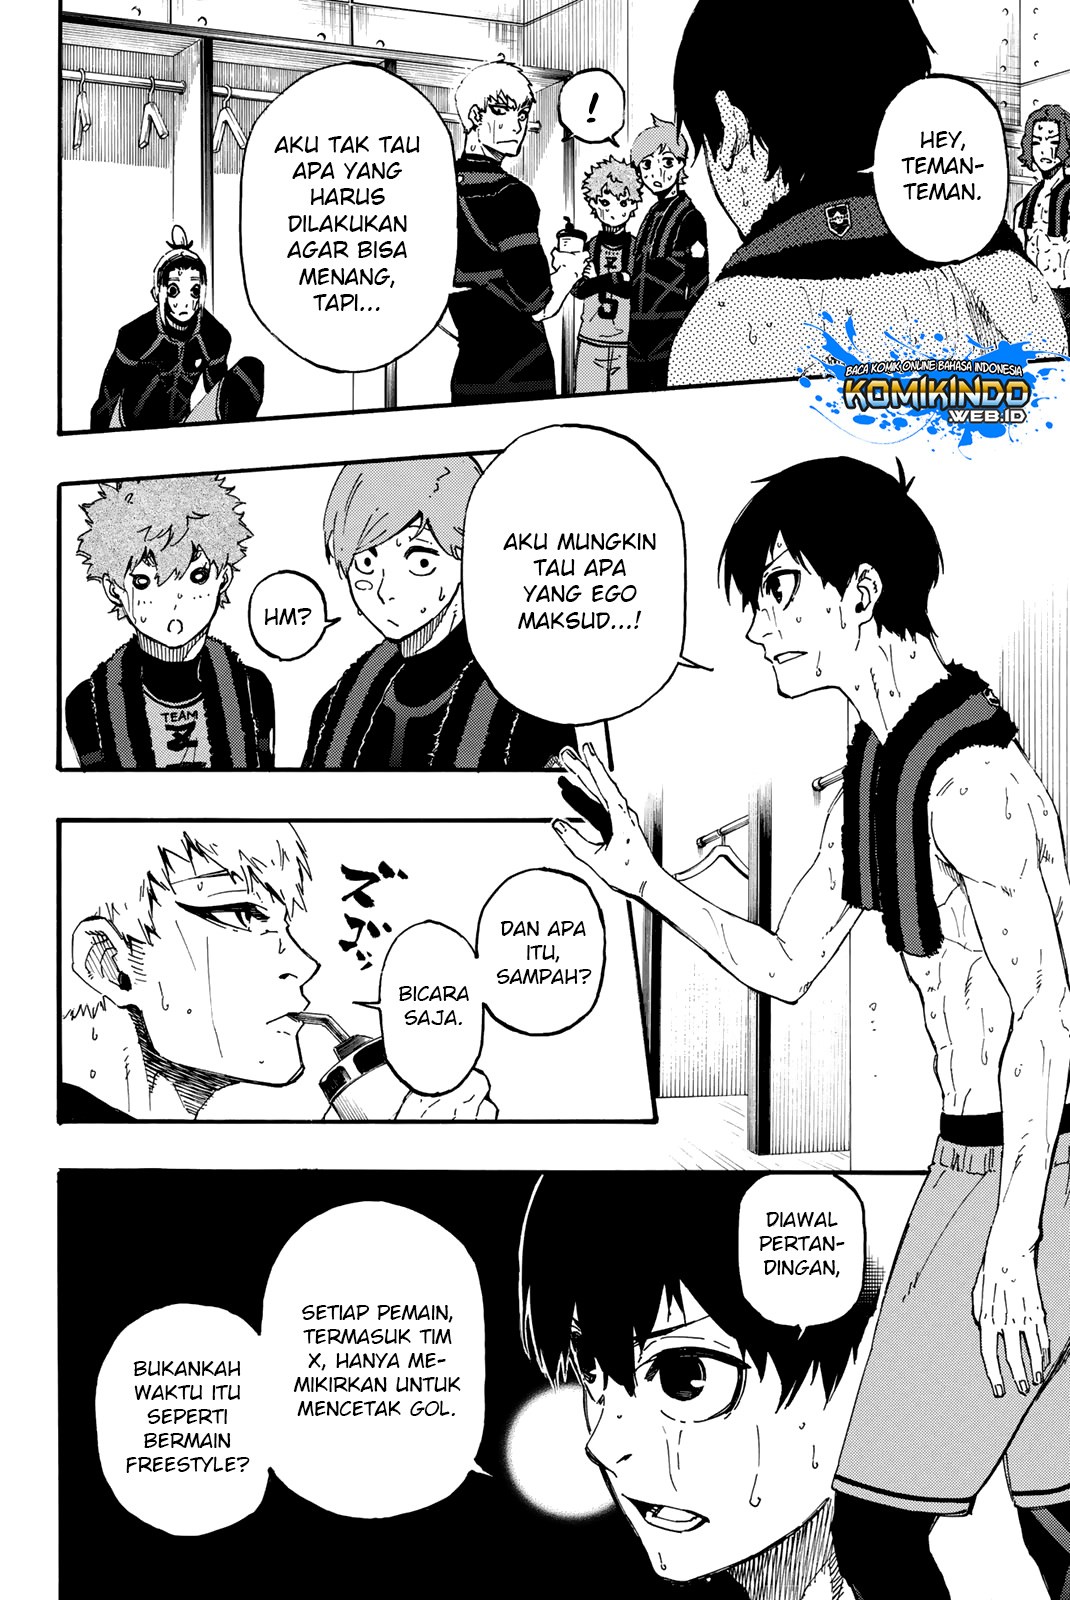 HEY,
TEMAN-
TEMAN.
!
AKU TAK TAU
APA YANG
HARUS
DILAKUKAN
AGAR BISA
MENANG,
TAPI...
Z
5
BACA KOMIK ONLINE BAHASA INDONESIA
KOMIKINDO
.WEB.ID
AKU MUNGKIN
TAU APA
YANG EGO
MAKSUD...!
HM?
TEAM
Z
DAN APA
ITU,
SAMPAH?
BICARA
SAJA.
ズズズ
DIAWAL
PERTAN-
DINGAN,
SETIAP PEMAIN,
TERMASUK TIM
X, HANYA ME-
MIKIRKAN UNTUK
MENCETAK GOL.
BUKANKAH
WAKTU ITU
SEPERTI
BERMAIN
FREESTYLE?